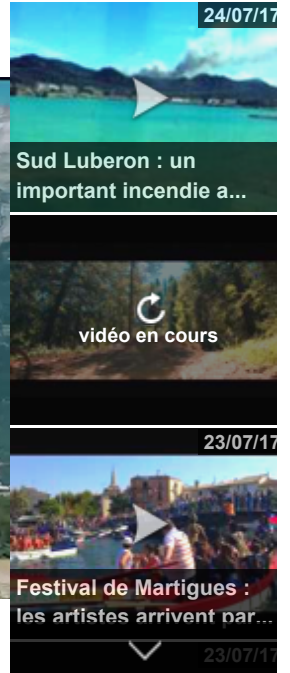 24/07/17
Sud Luberon : un
important incendie a...
vidéo en cours
23/07/17
Festival de Martigues :
les artistes arrivent par...
23/07/17